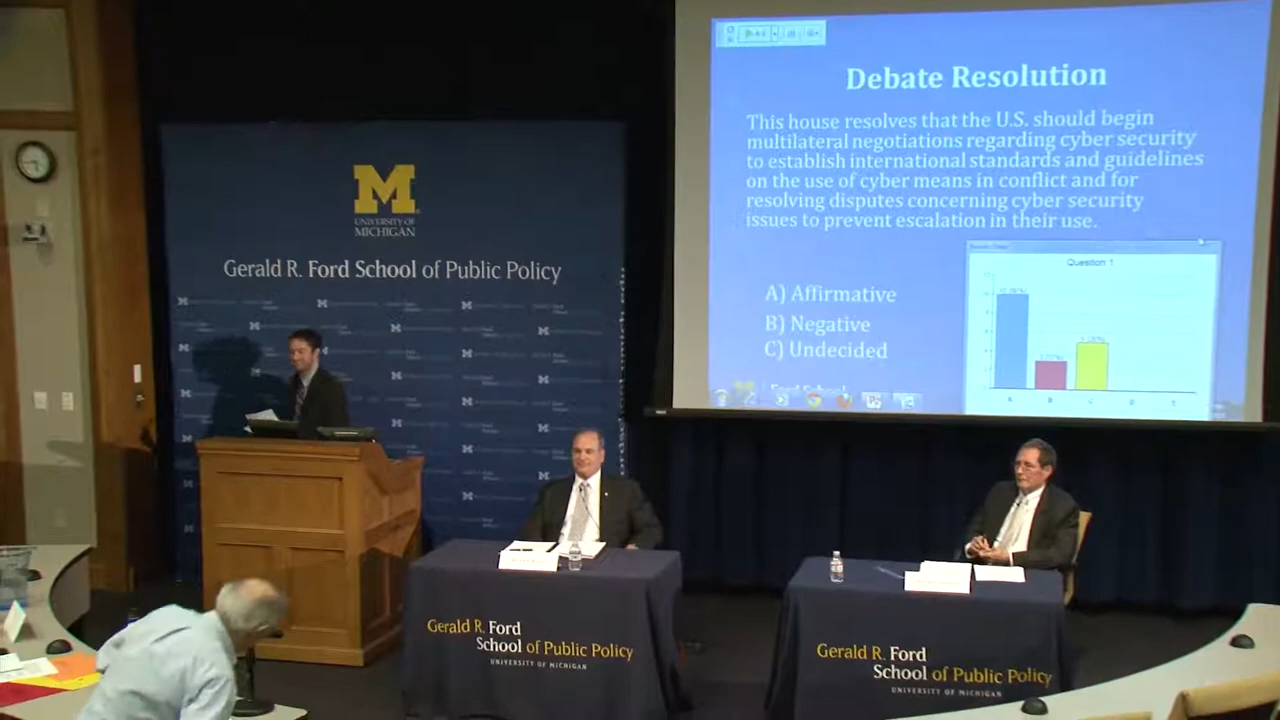 Debate Resolution
This house resolves that the U.S. should begin
multilateral negotiations regarding cyber security
to establish international standards and guidelines
on the use of cyber means in conflict and for
resolving disputes concerning cyber security
issues to prevent escalation in their use.
A) Affirmative
B) Negative
C) Undecided
Question 1
A B C D E
Ford School
M
UNIVERSITY OF
MICHIGAN
Gerald R. Ford School of Public Policy
Gerald R. Ford
School of Public Policy
UNIVERSITY OF MICHIGAN
Gerald R. Ford
School of Public Policy
UNIVERSITY OF MICHIGAN